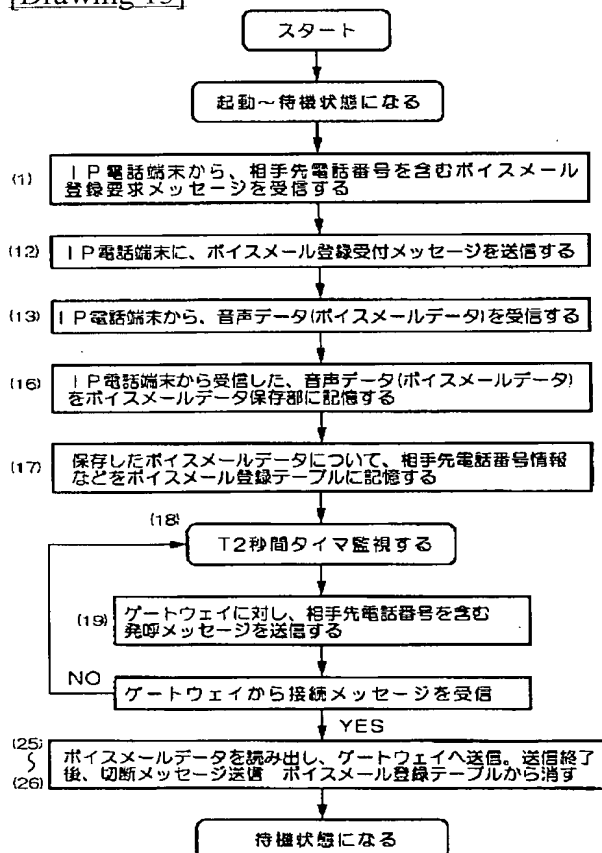 [Drawing 13]
スタート
起動~待機状態になる
(1)
IP電話端末から、相手先電話番号を含むボイスメール
登録要求メッセージを受信する
(12)
IP電話端末に、ボイスメール登録受付メッセージを送信する
(13)
IP電話端末から、音声データ(ボイスメールデータ)を受信する
(16)
IP電話端末から受信した、音声データ(ボイスメールデータ)
をボイスメールデータ保存部に記憶する
(17)
保存したボイスメールデータについて、相手先電話番号情報
などをボイスメール登録テーブルに記憶する
(18)
T2秒間タイマ監視する
(19)
ゲートウェイに対し、相手先電話番号を含む
発呼メッセージを送信する
NO
ゲートウェイから接続メッセージを受信
YES
(25)
~
(26)
ボイスメールデータを読み出し、ゲートウェイへ送信。送信終了
後、切断メッセージ送信 ボイスメール登録テーブルから消す
待機状態になる